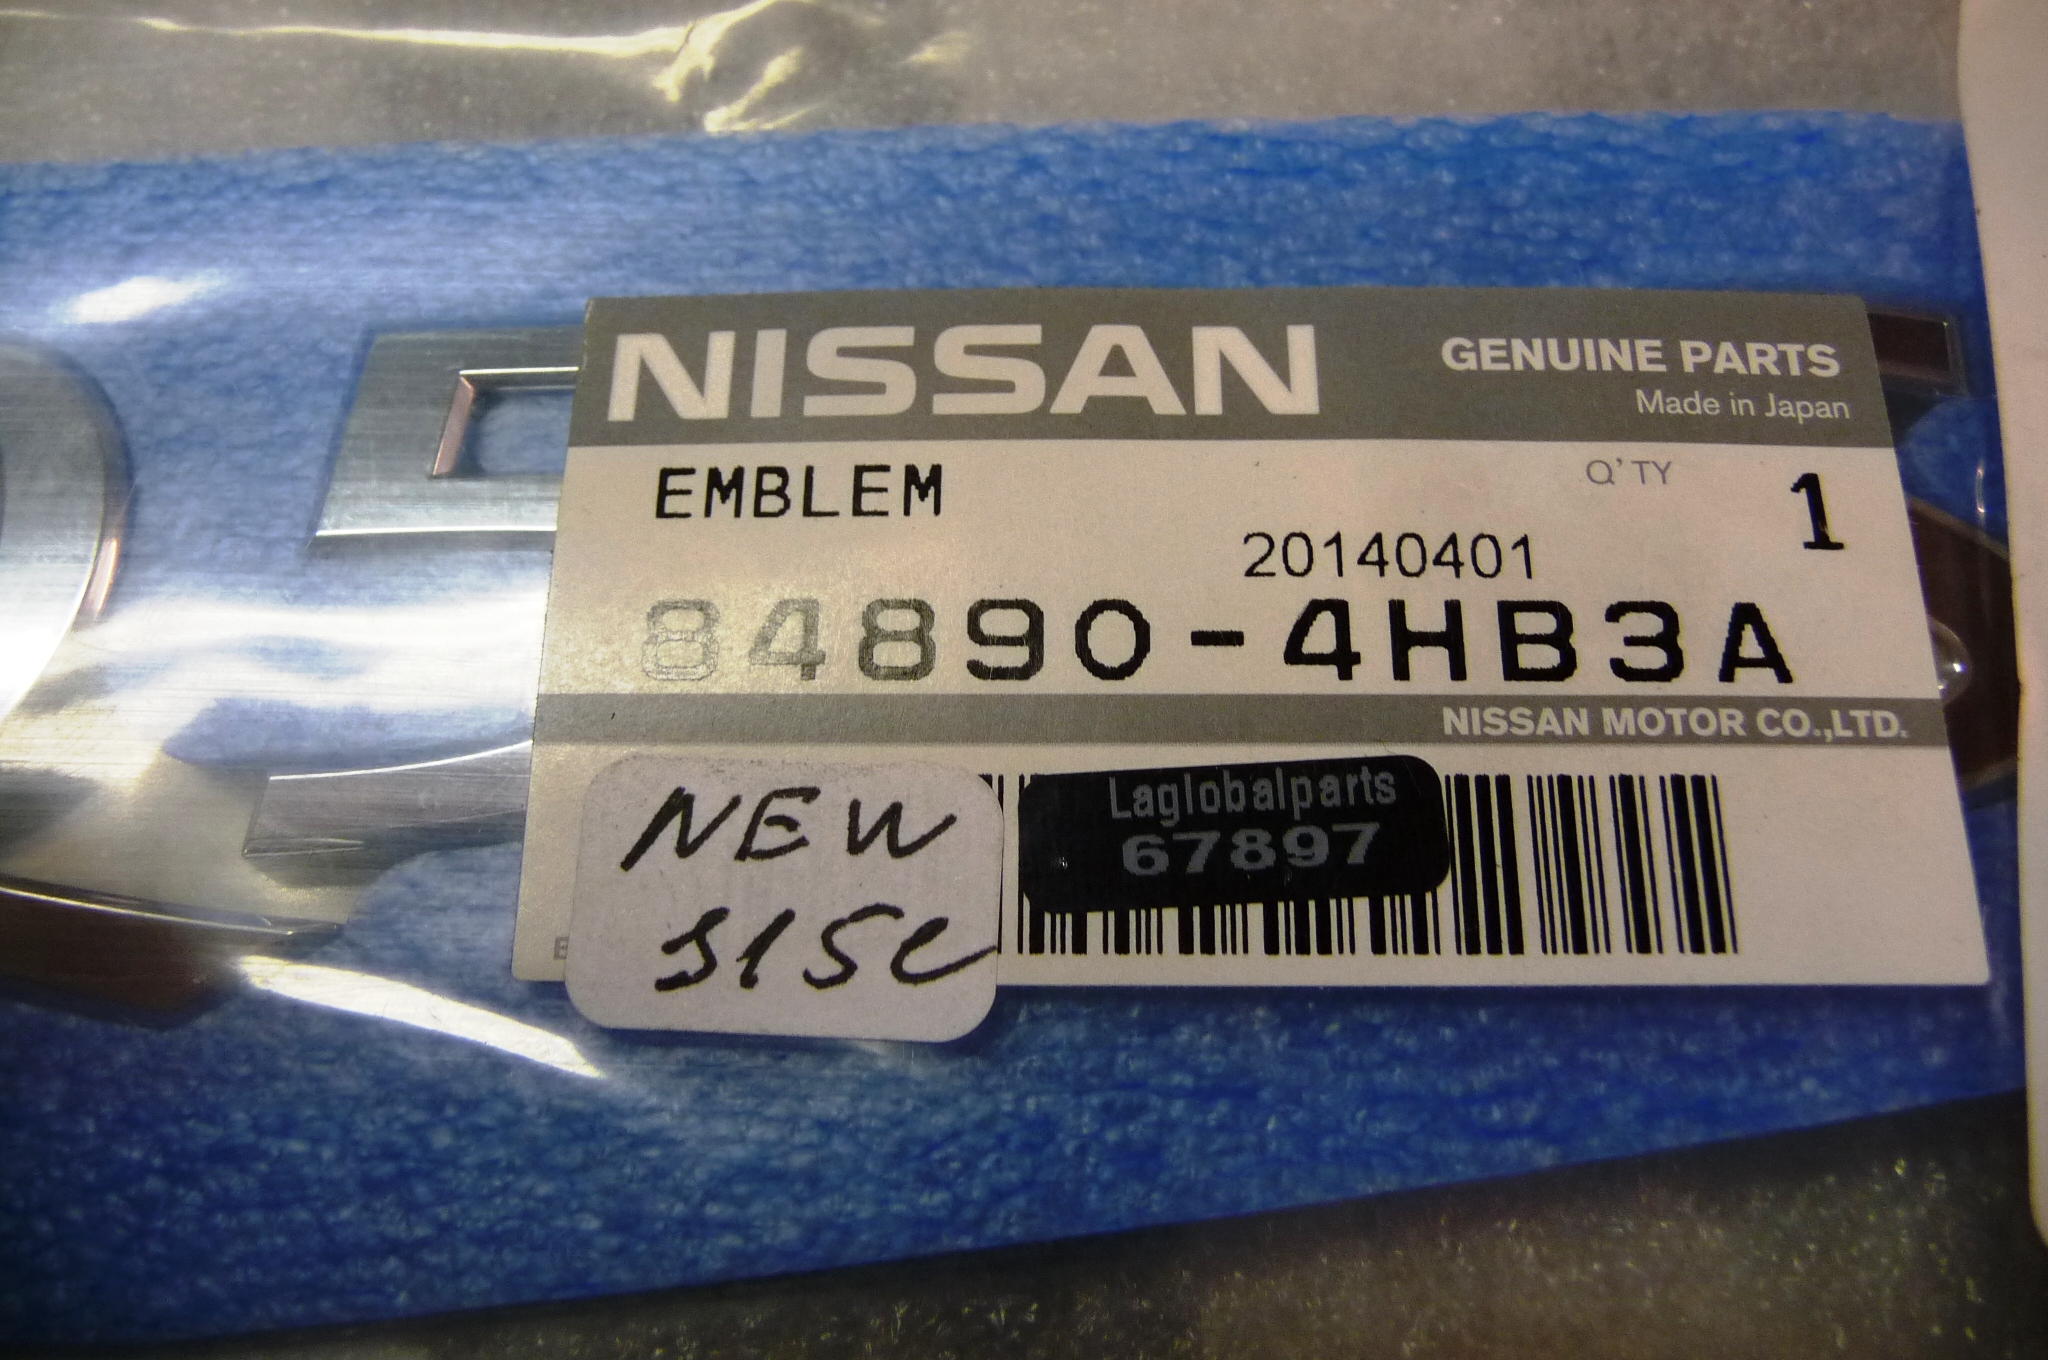 NISSAN
GENUINE PARTS
Made in Japan
EMBLEM
Q'TY 1
20140401
84890-4HB3A
NISSAN MOTOR CO.,LTD.
NEW
Laglobalparts
67897